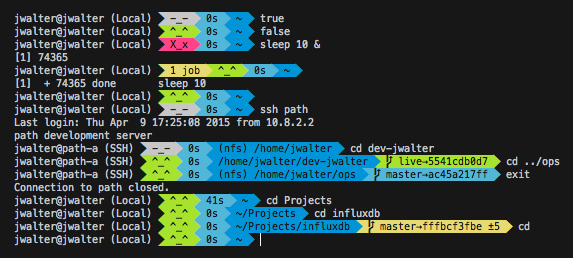 jwalter@jwalter (Local) -_- 0s ~ true
jwalter@jwalter (Local) ^_^ 0s ~ false
jwalter@jwalter (Local) X_x 0s ~ sleep 10 &
[1] 74365
jwalter@jwalter (Local) 1 job ^_^ 0s ~
[1]  + 74365 done       sleep 10
jwalter@jwalter (Local) ^_^ 0s ~
jwalter@jwalter (Local) -_- 0s ~ ssh path
Last login: Thu Apr  9 17:25:08 2015 from 10.8.2.2
path development server
jwalter@path-a (SSH) -_- 0s (nfs) /home/jwalter cd dev-jwalter
jwalter@path-a (SSH) ^_^ 0s /home/jwalter/dev-jwalter live→5541cdb0d7 cd ../ops
jwalter@path-a (SSH) ^_^ 0s (nfs) /home/jwalter/ops master→ac45a217ff exit
Connection to path closed.
jwalter@jwalter (Local) ^_^ 41s ~ cd Projects
jwalter@jwalter (Local) ^_^ 0s ~/Projects cd influxdb
jwalter@jwalter (Local) ^_^ 0s ~/Projects/influxdb master→fffbcf3fbe ±5 cd
jwalter@jwalter (Local) ^_^ 0s ~